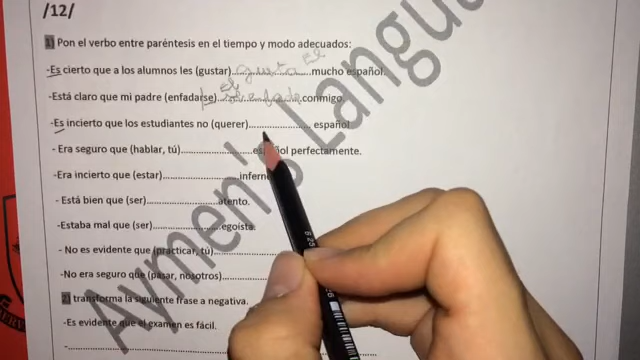 /12/
1) Pon el verbo entre paréntesis en el tiempo y modo adecuados:
-Es cierto que a los alumnos les (gustar)... gusta ...mucho español.
-Está claro que mi padre (enfadarse)... se enfada ...conmigo.
-Es incierto que los estudiantes no (querer)........................ español
- Era seguro que (hablar, tú)........................español perfectamente.
-Era incierto que (estar)..........................
- Está bien que (ser)........................atento.
-Estaba mal que (ser)......................egoísta.
- No es evidente que (practicar, tú)....................
-No era seguro que (pasar, nosotros)....................
2) transforma la siguiente frase a negativa.
-Es evidente que el examen es fácil.
-....................................
Aymen's Langu